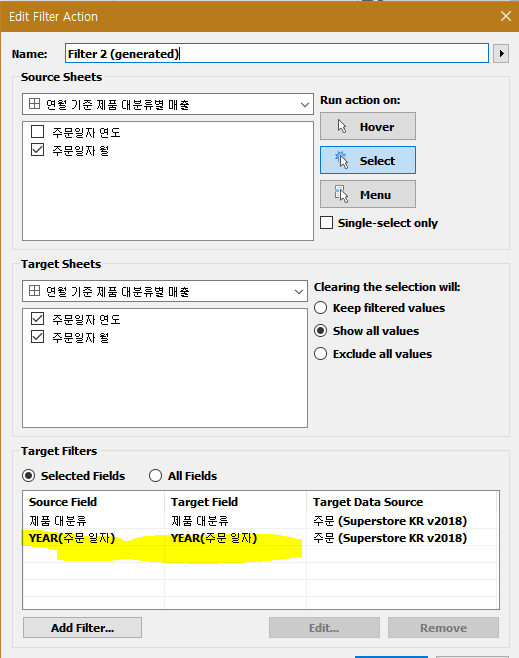 Edit Filter Action
Name: Filter 2 (generated)
Source Sheets
연월 기준 제품 대분류별 매출
주문일자 연도
주문일자 월
Run action on:
Hover
Select
Menu
Single-select only
Target Sheets
연월 기준 제품 대분류별 매출
주문일자 연도
주문일자 월
Clearing the selection will:
Keep filtered values
Show all values
Exclude all values
Target Filters
Selected Fields All Fields
Source Field Target Field Target Data Source
제품 대분류 제품 대분류 주문 (Superstore KR v2018)
YEAR(주문 일자) YEAR(주문 일자) 주문 (Superstore KR v2018)
Add Filter... Edit... Remove